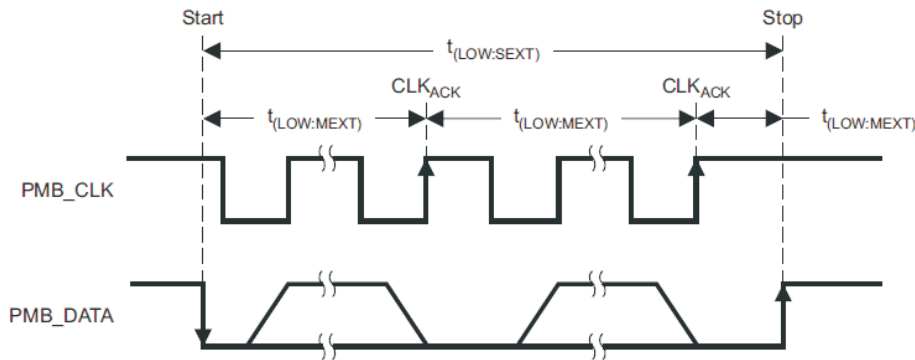 Start Stop
t(LOW:SEXT)
CLKACK CLKACK
t(LOW:MEXT) t(LOW:MEXT) t(LOW:MEXT)
PMB_CLK
PMB_DATA